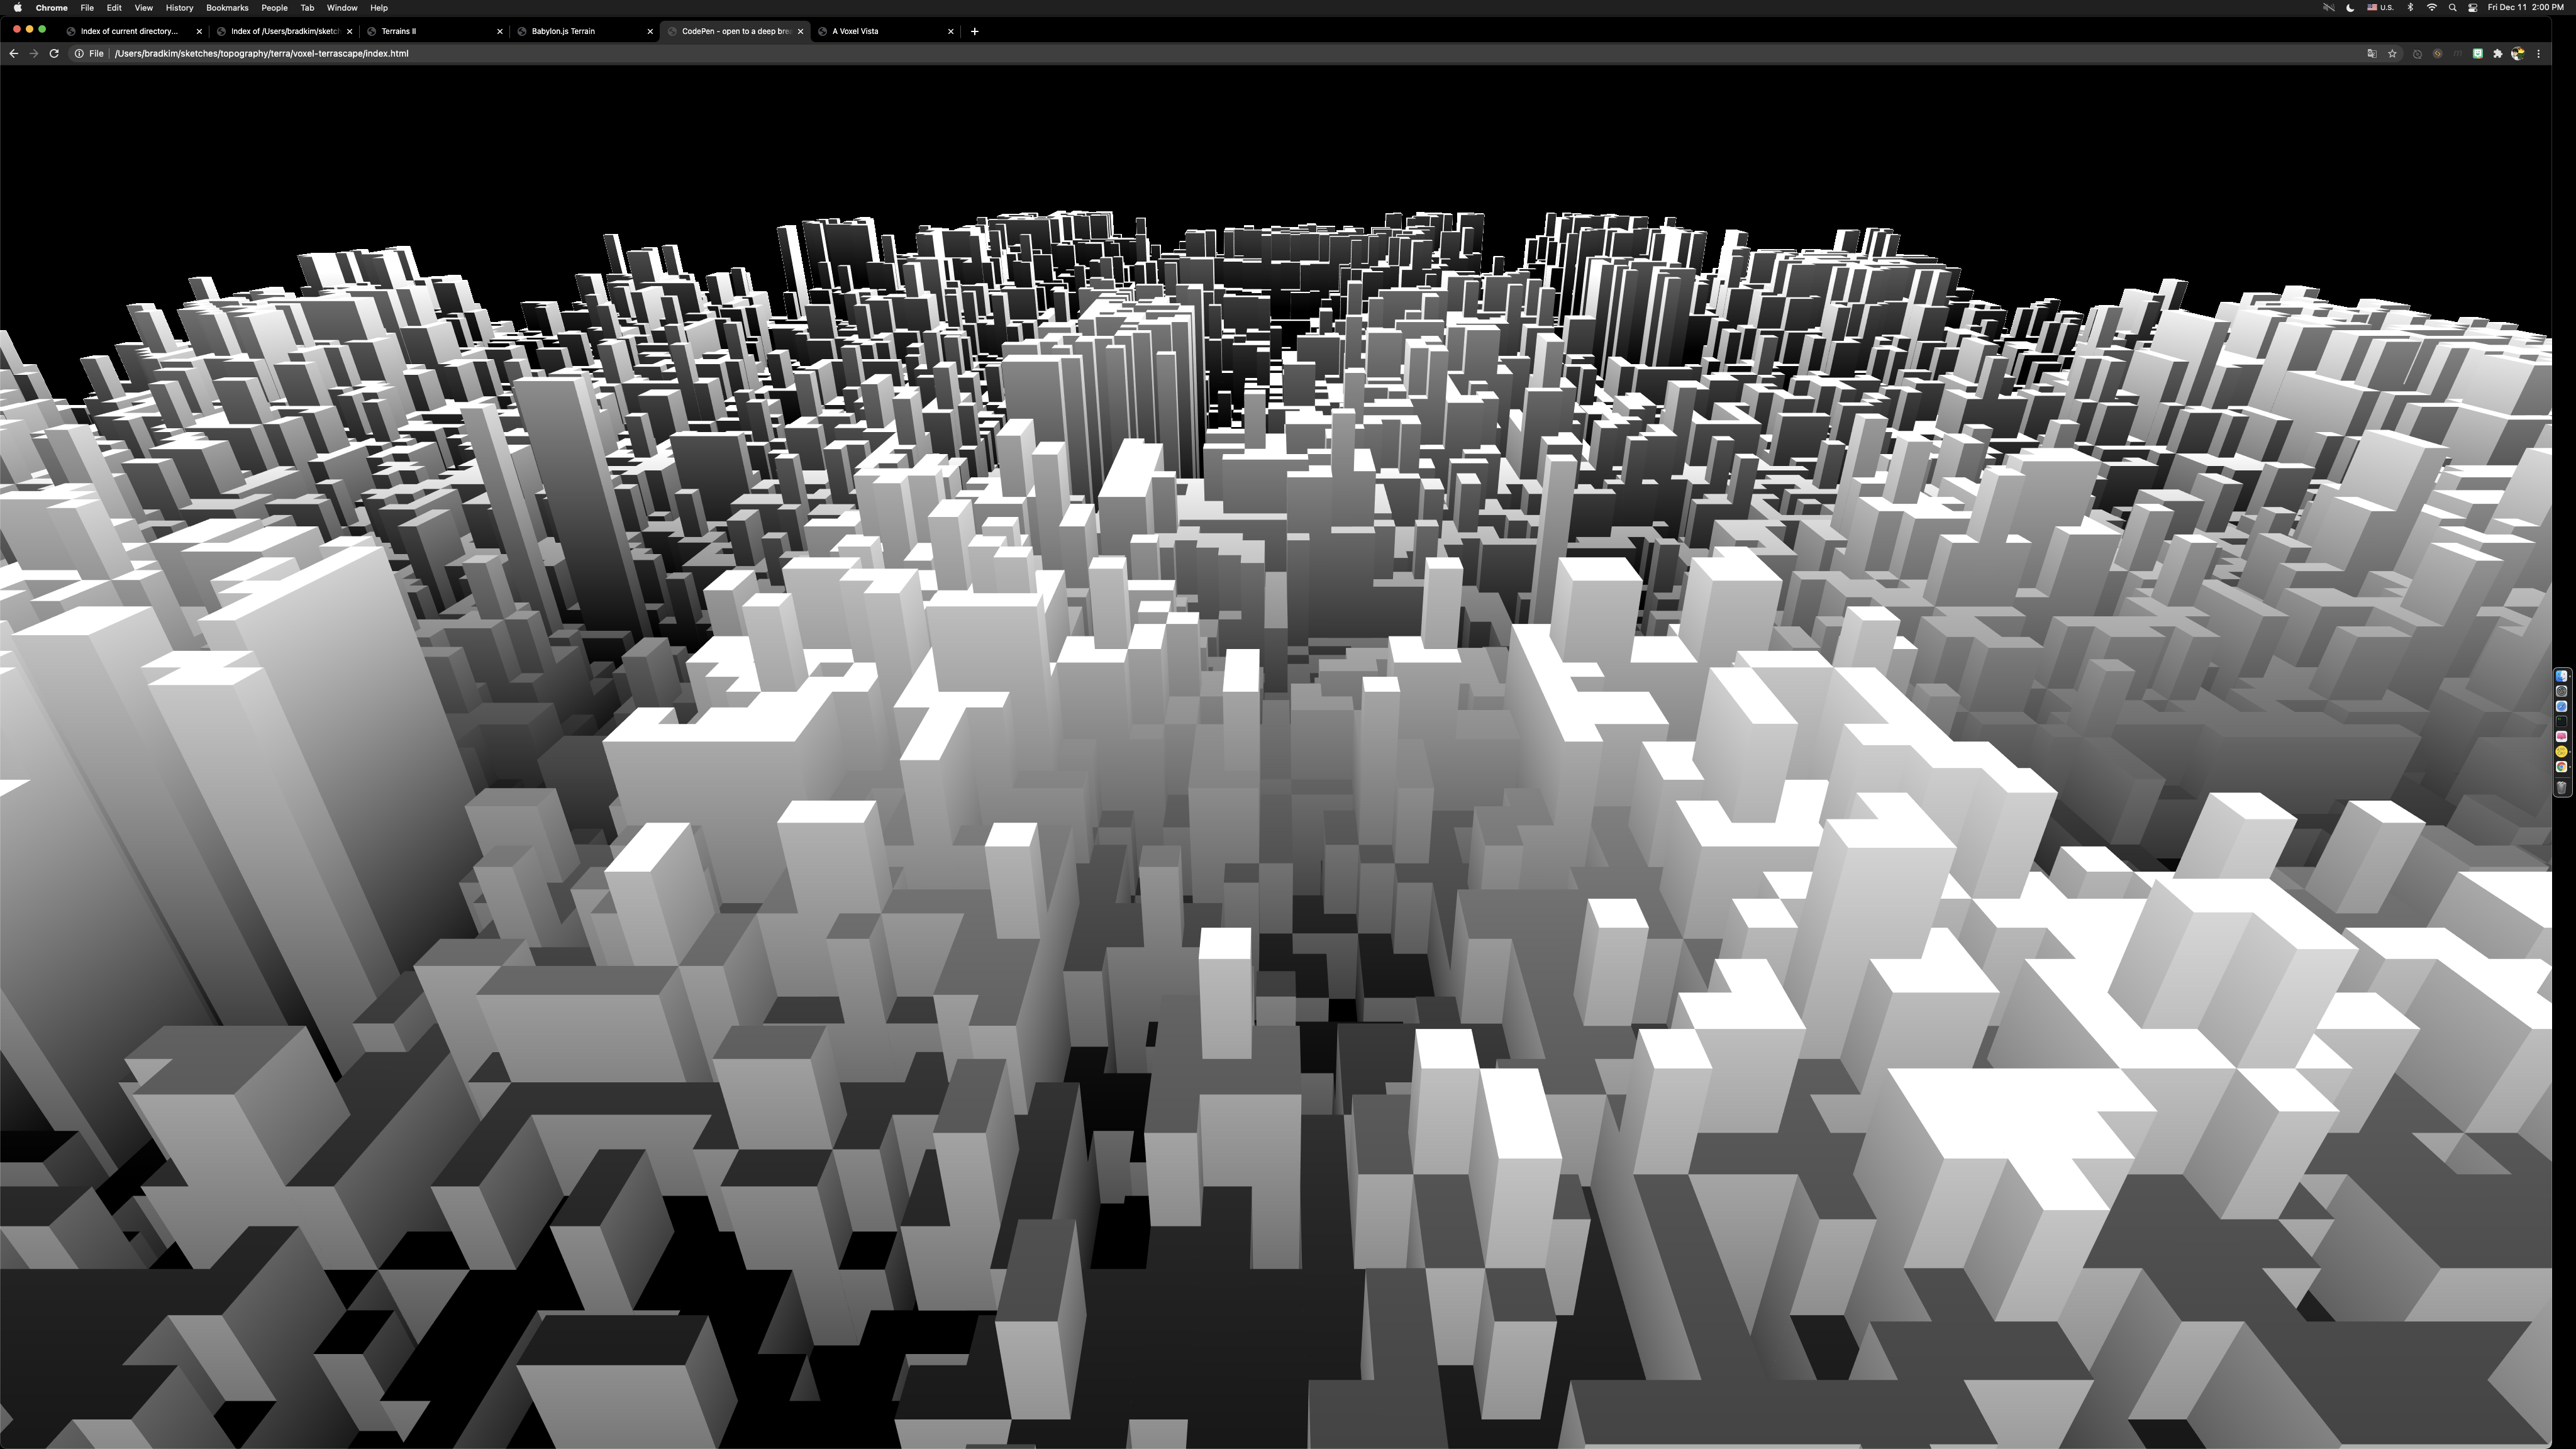 Chrome File Edit View History Bookmarks People Tab Window Help U.S. Fri Dec 11 2:00 PM
Index of current directory... Index of /Users/bradkim/sketch Terrains II Babylon.js Terrain CodePen - open to a deep brea A Voxel Vista
File /Users/bradkim/sketches/topography/terra/voxel-terrascape/index.html